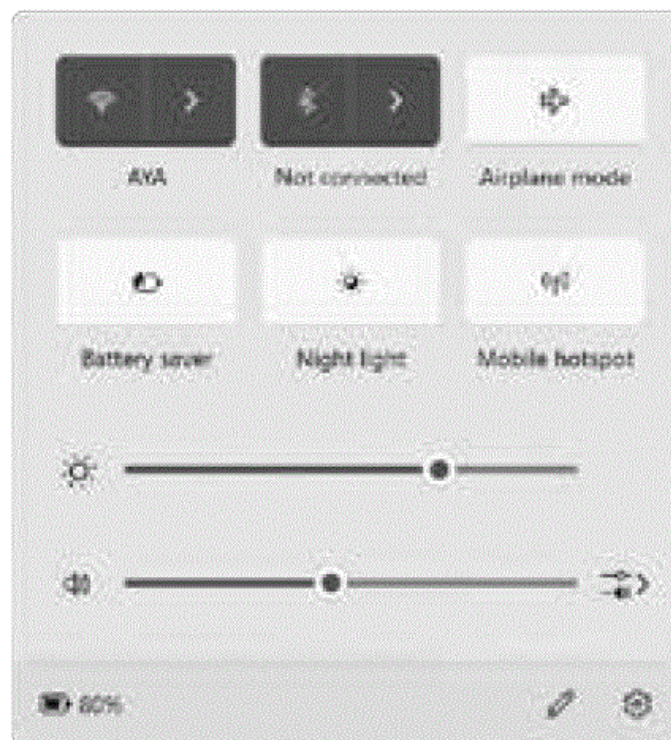 AYA
Not connected
Airplane mode
Battery saver
Night light
Mobile hotspot
80%